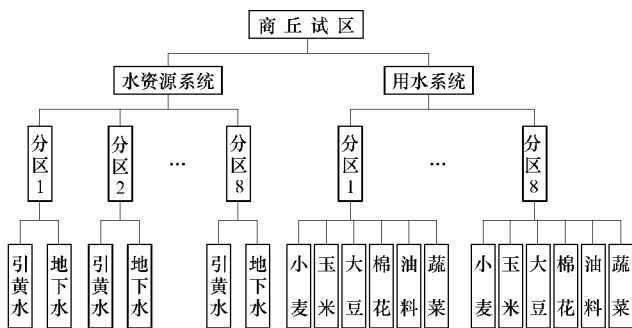 商丘试区
水资源系统
用水系统
分区1
分区2
…
分区8
分区1
…
分区8
引黄水
地下水
引黄水
地下水
引黄水
地下水
小麦
玉米
大豆
棉花
油料
蔬菜
小麦
玉米
大豆
棉花
油料
蔬菜